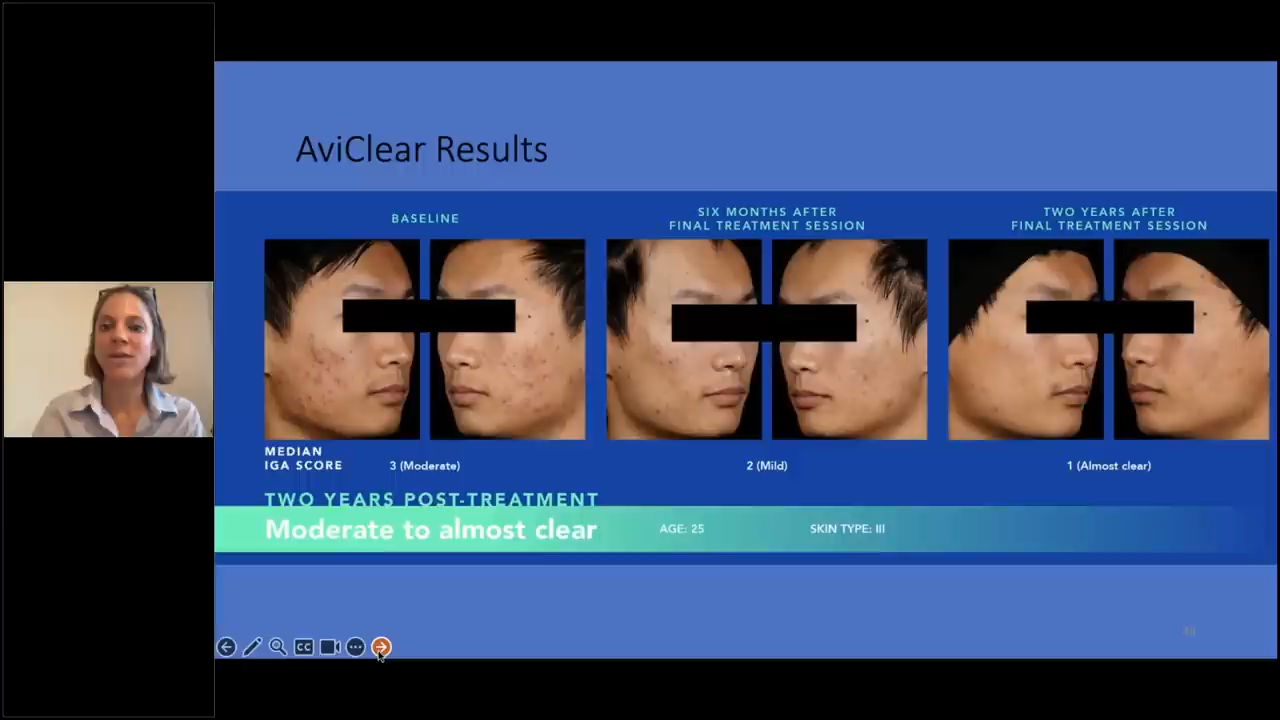 AviClear Results
BASELINE
SIX MONTHS AFTER
FINAL TREATMENT SESSION
TWO YEARS AFTER
FINAL TREATMENT SESSION
MEDIAN
IGA SCORE
3 (Moderate)
2 (Mild)
1 (Almost clear)
TWO YEARS POST-TREATMENT
Moderate to almost clear
AGE: 25
SKIN TYPE: III
CC